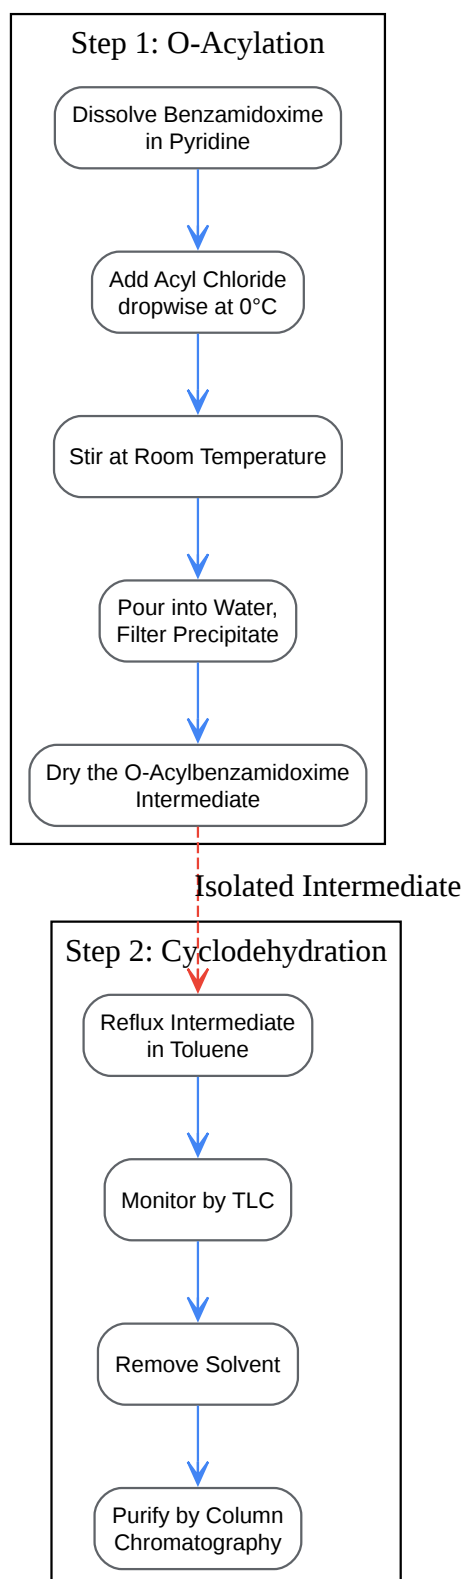 Step 1: O-Acylation
Dissolve Benzamidoxime
in Pyridine
Add Acyl Chloride
dropwise at 0°C
Stir at Room Temperature
Pour into Water,
Filter Precipitate
Dry the O-Acylbenzamidoxime
Intermediate
Isolated Intermediate
Step 2: Cyclodehydration
Reflux Intermediate
in Toluene
Monitor by TLC
Remove Solvent
Purify by Column
Chromatography